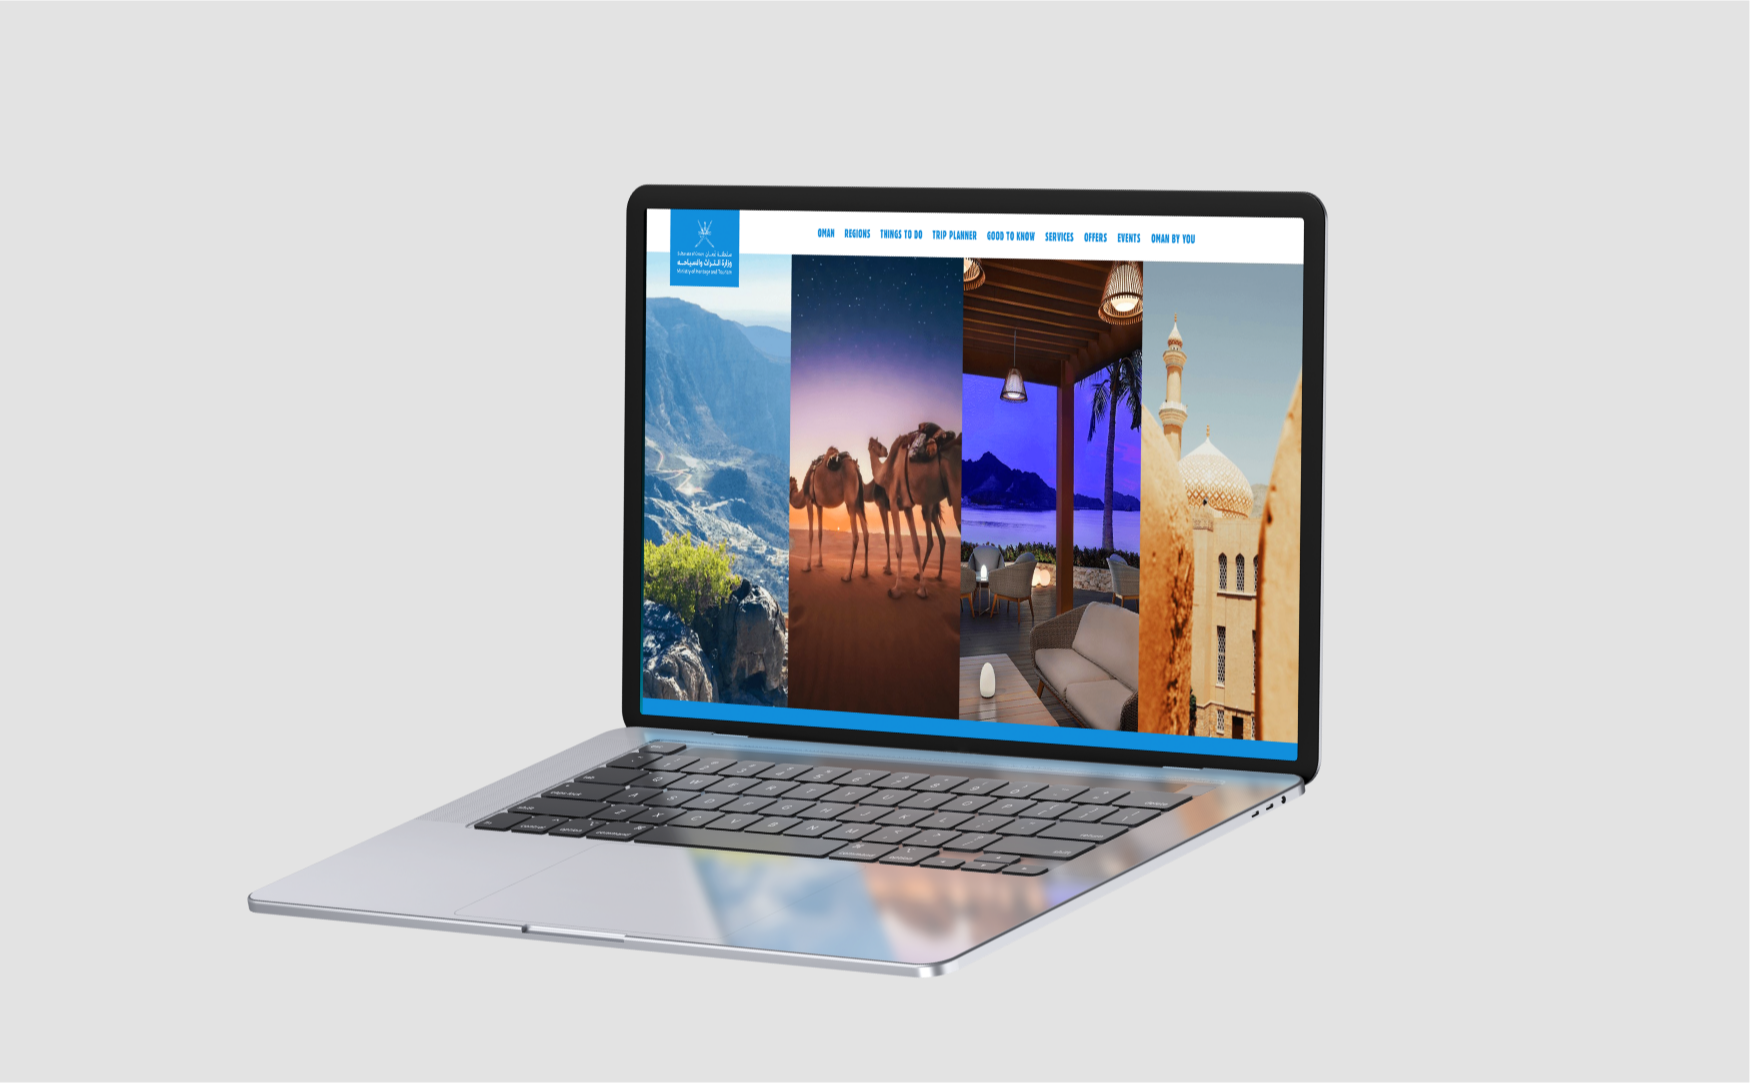 Sultanate of Oman سلطنة عُمان
وزارة التراث والسياحة
Ministry of Heritage and Tourism
OMAN REGIONS THINGS TO DO TRIP PLANNER GOOD TO KNOW SERVICES OFFERS EVENTS OMAN BY YOU